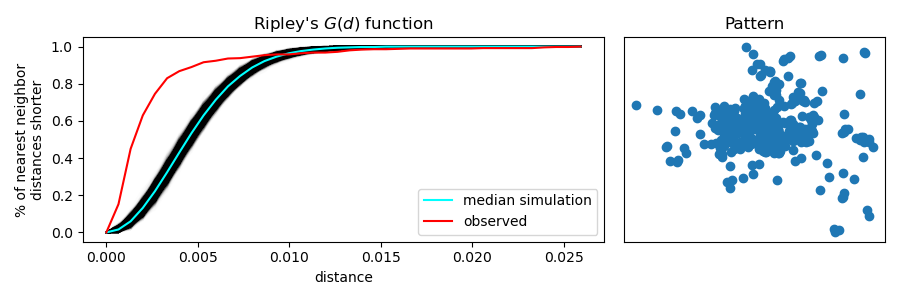 Ripley's G(d) function
% of nearest neighbor
distances shorter
1.0
0.8
0.6
0.4
0.2
0.0
median simulation
observed
0.000 0.005 0.010 0.015 0.020 0.025
distance
Pattern